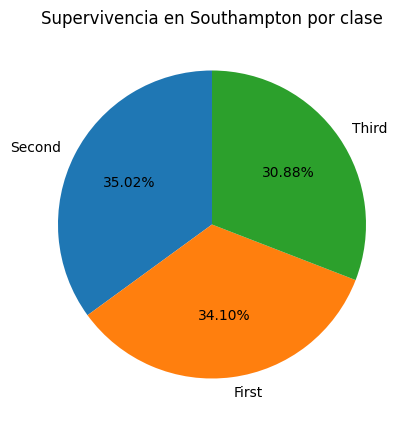 Supervivencia en Southampton por clase
Third
Second
30.88%
35.02%
34.10%
First